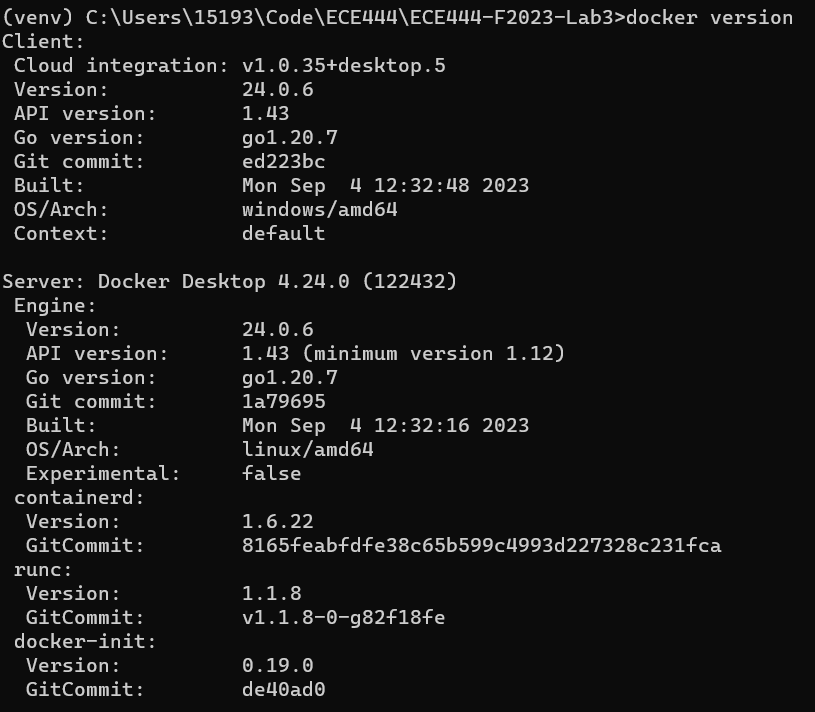 (venv) C:\Users\15193\Code\ECE444\ECE444-F2023-Lab3>docker version
Client:
 Cloud integration: v1.0.35+desktop.5
 Version:           24.0.6
 API version:       1.43
 Go version:        go1.20.7
 Git commit:        ed223bc
 Built:             Mon Sep  4 12:32:48 2023
 OS/Arch:           windows/amd64
 Context:           default

Server: Docker Desktop 4.24.0 (122432)
 Engine:
  Version:          24.0.6
  API version:      1.43 (minimum version 1.12)
  Go version:       go1.20.7
  Git commit:       1a79695
  Built:            Mon Sep  4 12:32:16 2023
  OS/Arch:          linux/amd64
  Experimental:     false
 containerd:
  Version:          1.6.22
  GitCommit:        8165feabfdfe38c65b599c4993d227328c231fca
 runc:
  Version:          1.1.8
  GitCommit:        v1.1.8-0-g82f18fe
 docker-init:
  Version:          0.19.0
  GitCommit:        de40ad0